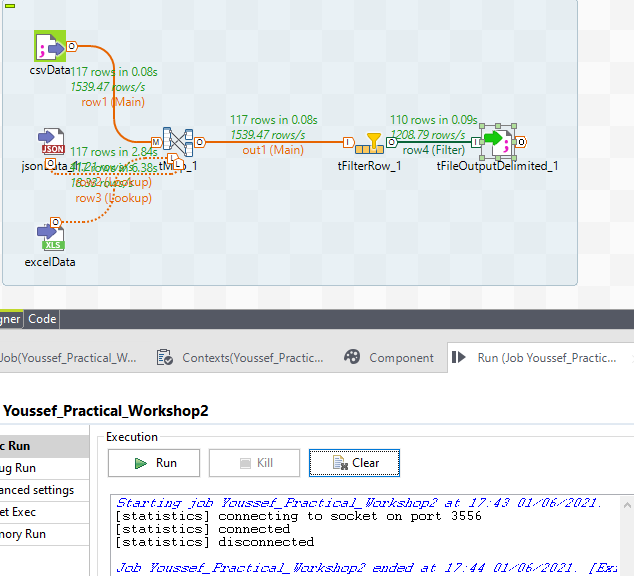 csvData
117 rows in 0.08s
1539.47 rows/s
row1 (Main)
JSON
117 rows in 2.84s
tMap_1
row3 (Lookup)
117 rows in 0.08s
1539.47 rows/s
out1 (Main)
tFilterRow_1
110 rows in 0.09s
1208.79 rows/s
row4 (Filter)
tFileOutputDelimited_1
XLS
excelData
gner
Code
Job(Youssef_Practical_W...
Contexts(Youssef_Practic...
Component
Run (Job Youssef_Practic...
Youssef_Practical_Workshop2
c Run
ug Run
anced settings
et Exec
nory Run
Execution
Run
Kill
Clear
Starting job Youssef_Practical_Workshop2 at 17:43 01/06/2021.
[statistics] connecting to socket on port 3556
[statistics] connected
[statistics] disconnected
Job Youssef_Practical_Workshop2 ended at 17:44 01/06/2021. [Exi